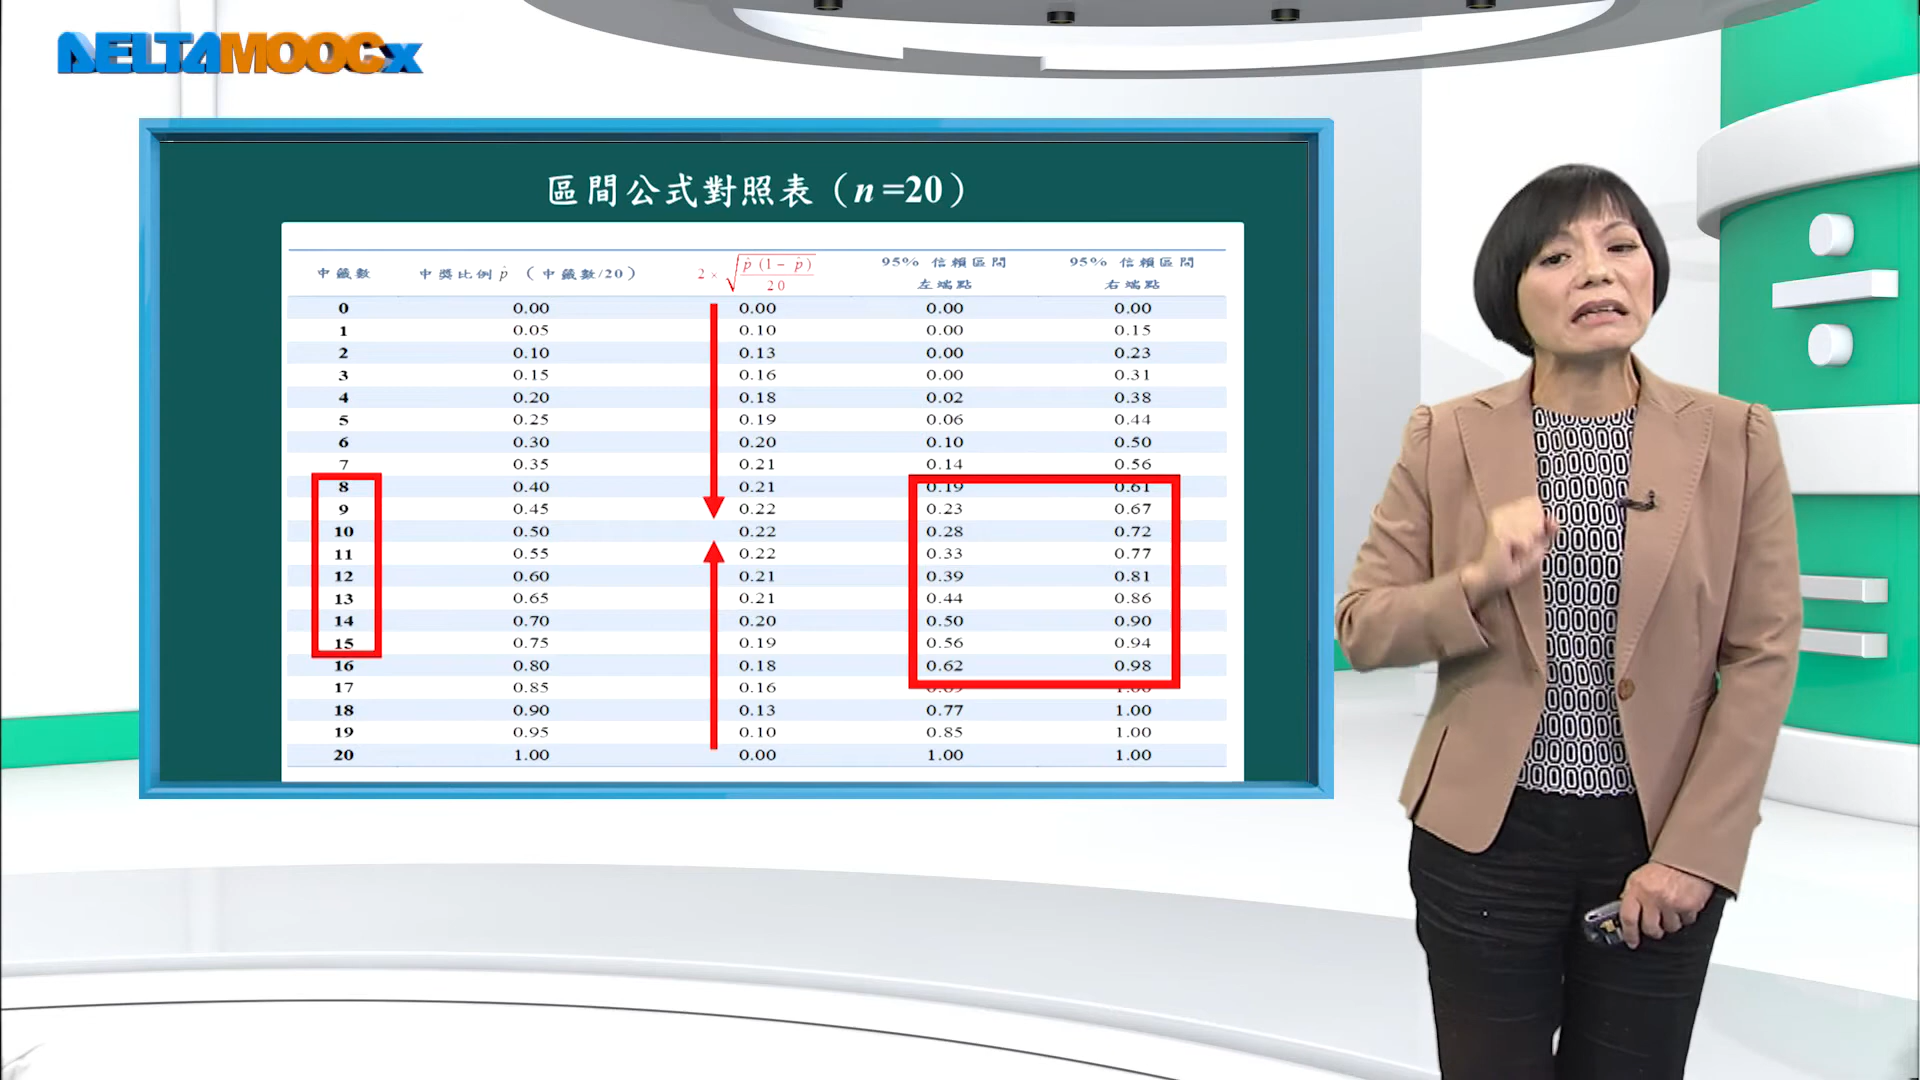 DELTAMOOCx
區間公式對照表（n=20）
中籤數 中獎比例 p̂ （中籤數/20） 2×√(p̂(1−p̂)/20) 95% 信賴區間 左端點 95% 信賴區間 右端點
0 0.00 0.00 0.00 0.00
1 0.05 0.10 0.00 0.15
2 0.10 0.13 0.00 0.23
3 0.15 0.16 0.00 0.31
4 0.20 0.18 0.02 0.38
5 0.25 0.19 0.06 0.44
6 0.30 0.20 0.10 0.50
7 0.35 0.21 0.14 0.56
8 0.40 0.21 0.19 0.61
9 0.45 0.22 0.23 0.67
10 0.50 0.22 0.28 0.72
11 0.55 0.22 0.33 0.77
12 0.60 0.21 0.39 0.81
13 0.65 0.21 0.44 0.86
14 0.70 0.20 0.50 0.90
15 0.75 0.19 0.56 0.94
16 0.80 0.18 0.62 0.98
17 0.85 0.16 0.69 1.00
18 0.90 0.13 0.77 1.00
19 0.95 0.10 0.85 1.00
20 1.00 0.00 1.00 1.00